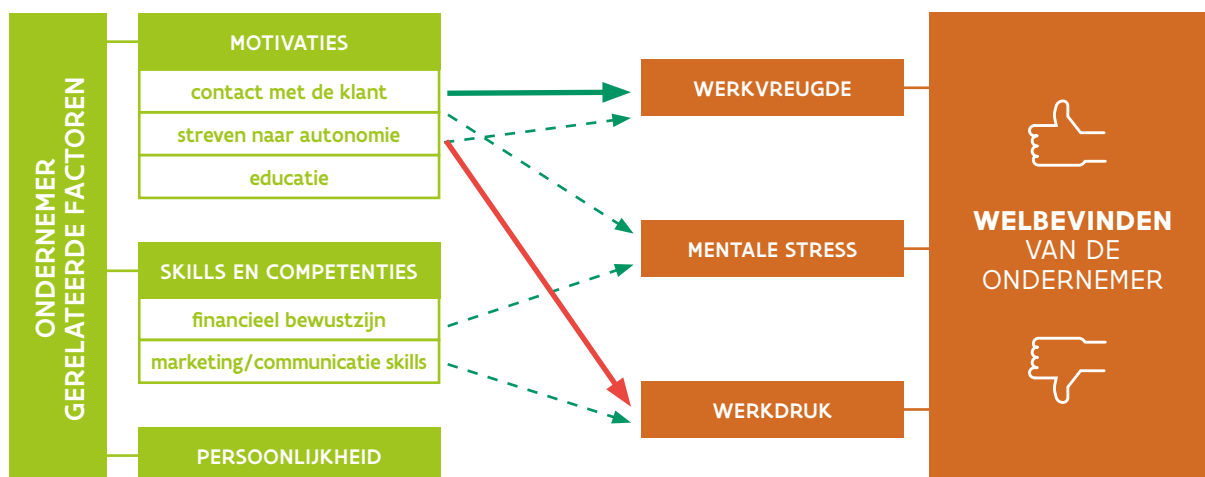 ONDERNEMER
GERELATEERDE FACTOREN
MOTIVATIES
contact met de klant
streven naar autonomie
educatie
SKILLS EN COMPETENTIES
financieel bewustzijn
marketing/communicatie skills
PERSOONLIJKHEID
WERKVREUGDE
MENTALE STRESS
WERKDRUK
WELBEVINDEN
VAN DE
ONDERNEMER